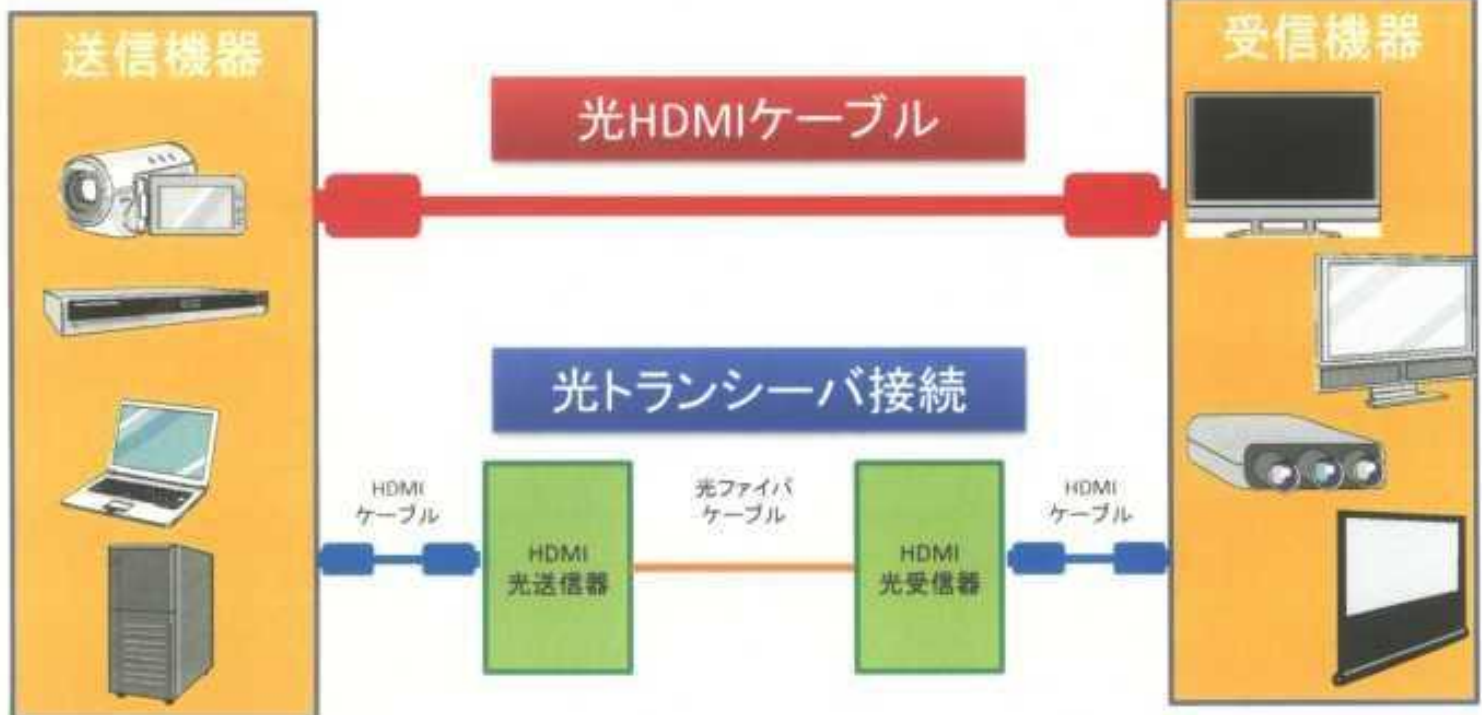 送信機器
受信機器
光HDMIケーブル
光トランシーバ接続
HDMI
ケーブル
光ファイバ
ケーブル
HDMI
ケーブル
HDMI
光送信器
HDMI
光受信器